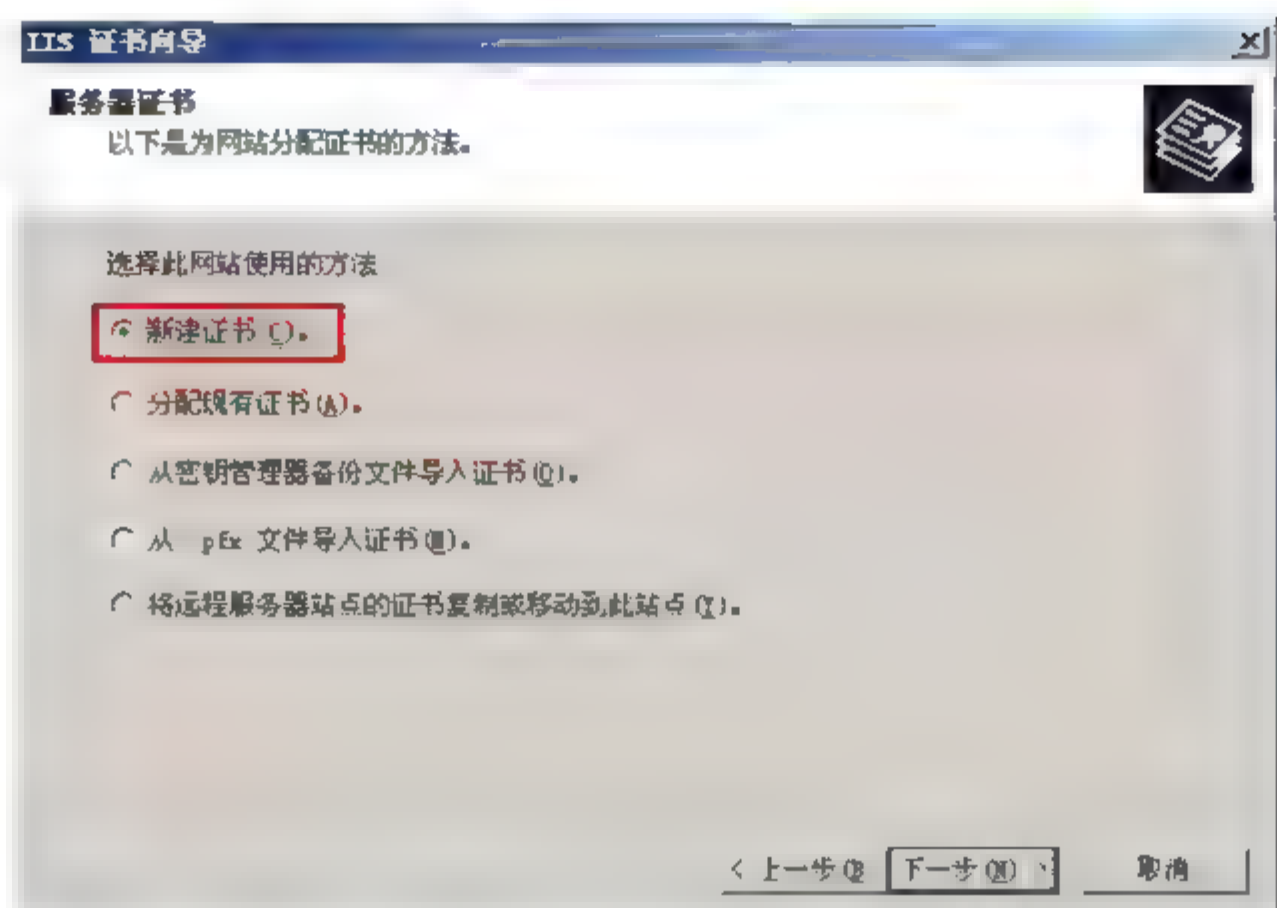 IIS 证书向导
服务器证书
以下是为网站分配证书的方法。
选择此网站使用的方法
新建证书(C)。
分配现有证书(A)。
从密钥管理器备份文件导入证书(O)。
从 pfx 文件导入证书(M)。
将远程服务器站点的证书复制或移动到此站点(Y)。
< 上一步(B 下一步(N) > 取消